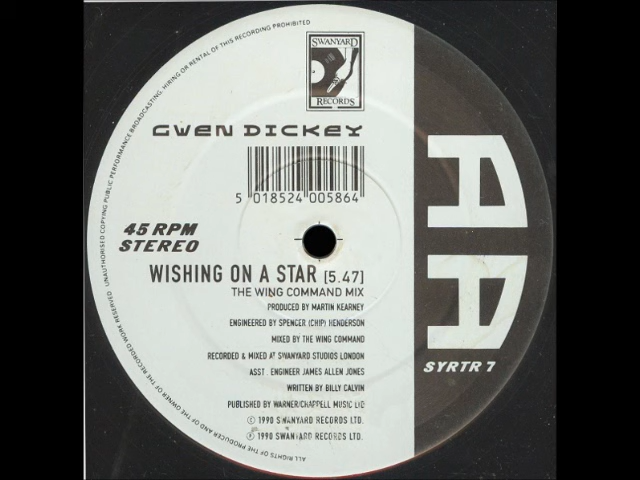 SWANYARD
RECORDS
GWEN DICKEY
5 018524 005864
45 RPM
STEREO
WISHING ON A STAR [5.47]
THE WING COMMAND MIX
PRODUCED BY MARTIN KEARNEY
ENGINEERED BY SPENCER (CHIP) HENDERSON
MIXED BY THE WING COMMAND
RECORDED & MIXED AT SWANYARD STUDIOS LONDON
ASST. ENGINEER JAMES ALLEN JONES
WRITTEN BY BILLY CALVIN
PUBLISHED BY WARNER/CHAPPELL MUSIC LTD
© 1990 SWANYARD RECORDS LTD.
℗ 1990 SWANYARD RECORDS LTD.
AA
SYRTR 7
ALL RIGHTS OF THE PRODUCER AND OF THE OWNER OF THE RECORDED WORK RESERVED. UNAUTHORISED COPYING PUBLIC PERFORMANCE BROADCASTING. HIRING OR RENTAL OF THIS RECORDING PROHIBITED